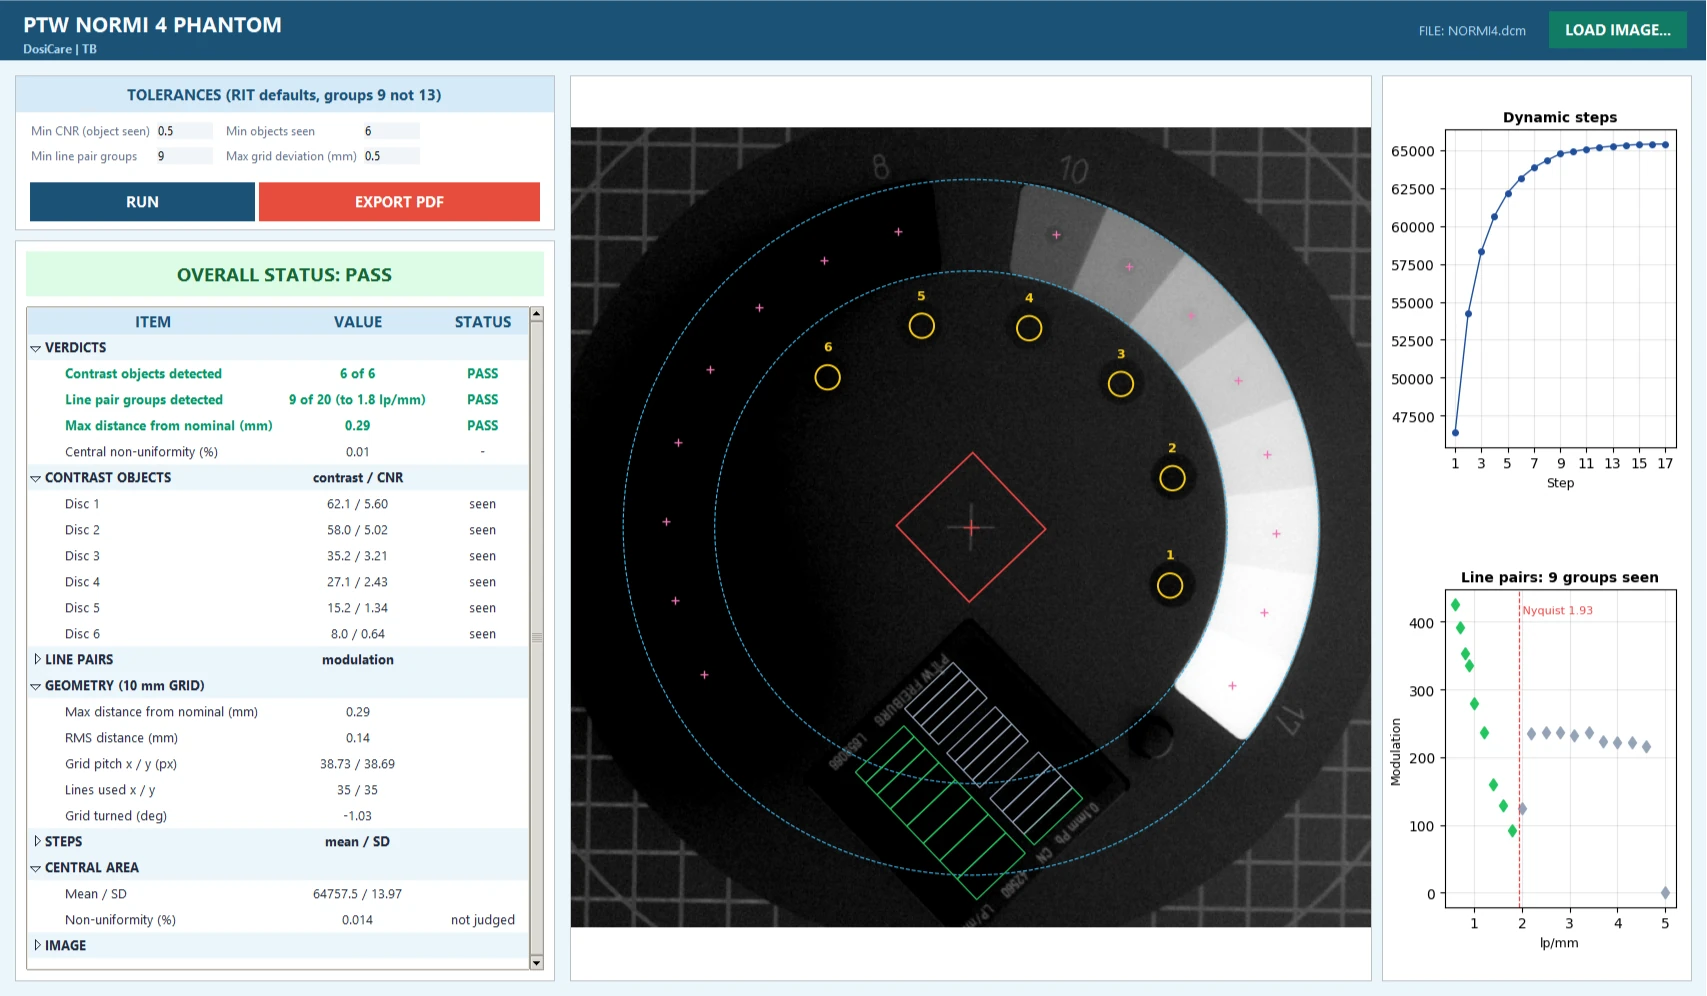 PTW NORMI 4 PHANTOM
DosiCare | TB
FILE: NORMI4.dcm
LOAD IMAGE...
TOLERANCES (RIT defaults, groups 9 not 13)
Min CNR (object seen) 0.5 Min objects seen 6
Min line pair groups 9 Max grid deviation (mm) 0.5
RUN
EXPORT PDF
OVERALL STATUS: PASS
ITEM VALUE STATUS
VERDICTS
Contrast objects detected 6 of 6 PASS
Line pair groups detected 9 of 20 (to 1.8 lp/mm) PASS
Max distance from nominal (mm) 0.29 PASS
Central non-uniformity (%) 0.01 -
CONTRAST OBJECTS contrast / CNR
Disc 1 62.1 / 5.60 seen
Disc 2 58.0 / 5.02 seen
Disc 3 35.2 / 3.21 seen
Disc 4 27.1 / 2.43 seen
Disc 5 15.2 / 1.34 seen
Disc 6 8.0 / 0.64 seen
LINE PAIRS modulation
GEOMETRY (10 mm GRID)
Max distance from nominal (mm) 0.29
RMS distance (mm) 0.14
Grid pitch x / y (px) 38.73 / 38.69
Lines used x / y 35 / 35
Grid turned (deg) -1.03
STEPS mean / SD
CENTRAL AREA
Mean / SD 64757.5 / 13.97
Non-uniformity (%) 0.014 not judged
IMAGE
8
10
5
4
6
3
2
1
17
PTW FREIBURG
0.1mm Pb
Dynamic steps
65000
62500
60000
57500
55000
52500
50000
47500
1 3 5 7 9 11 13 15 17
Step
Line pairs: 9 groups seen
Nyquist 1.93
Modulation
400
300
200
100
0
1 2 3 4 5
lp/mm